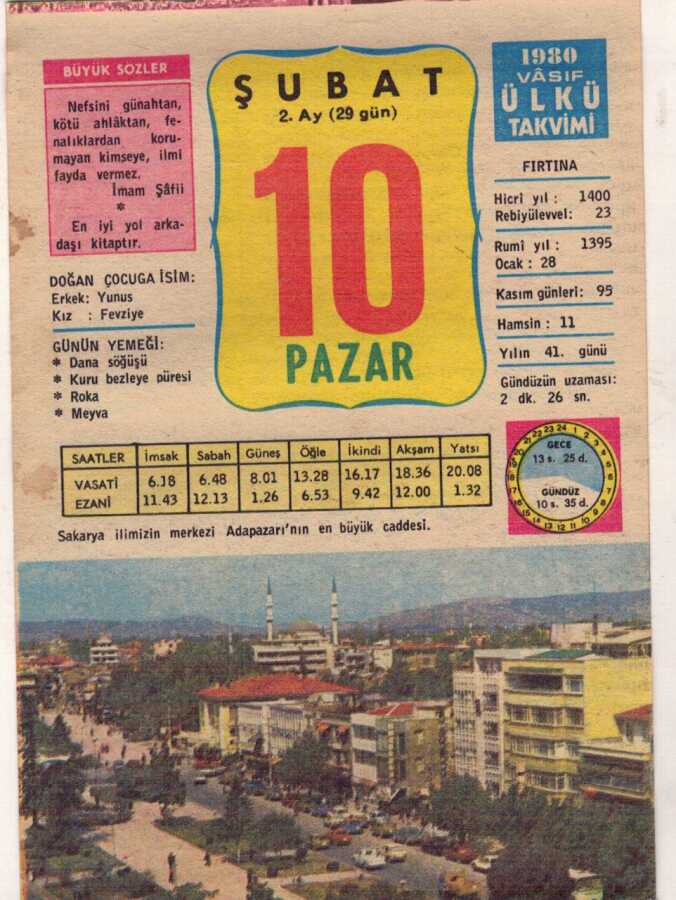 BÜYÜK SÖZLER
Nefsini günahtan,
kötü ahlâktan, fe-
nalıklardan koru-
mayan kimseye, ilmi
fayda vermez.
İmam Şâfii
*
En iyi yol arka-
daşı kitaptır.
DOĞAN ÇOCUGA İSİM:
Erkek: Yunus
Kız : Fevziye
GÜNÜN YEMEĞİ:
* Dana söğüşü
* Kuru bezleye püresi
* Roka
* Meyva
ŞUBAT
2. Ay (29 gün)
10
PAZAR
1980
VÂSIF
ÜLKÜ
TAKVİMİ
FIRTINA
Hicrî yıl : 1400
Rebiyülevvel: 23
Rumî yıl : 1395
Ocak : 28
Kasım günleri: 95
Hamsin : 11
Yılın 41. günü
Gündüzün uzaması:
2 dk. 26 sn.
SAATLER İmsak Sabah Güneş Öğle İkindi Akşam Yatsı
VASATİ 6.18 6.48 8.01 13.28 16.17 18.36 20.08
EZANİ 11.43 12.13 1.26 6.53 9.42 12.00 1.32
GECE
13 s. 25 d.
GÜNDÜZ
10 s. 35 d.
Sakarya ilimizin merkezi Adapazarı'nın en büyük caddesi.